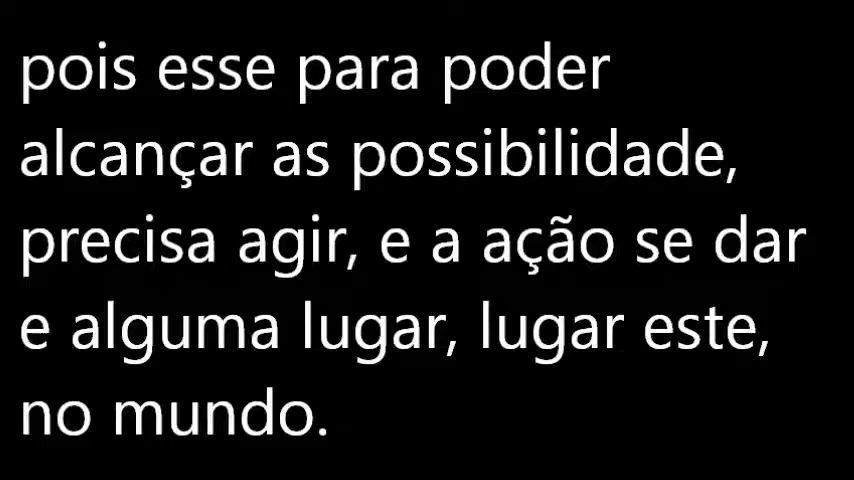 pois esse para poder
alcançar as possibilidade,
precisa agir, e a ação se dar
e alguma lugar, lugar este,
no mundo.